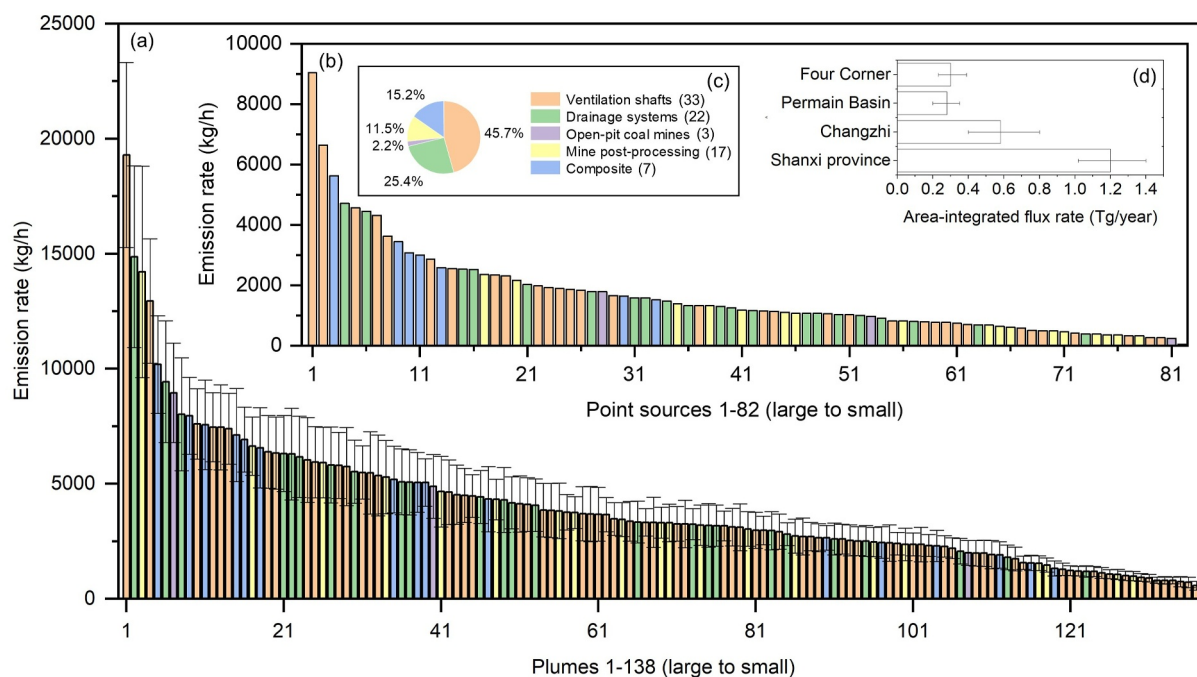 (a)
Emission rate (kg/h)
25000
20000
15000
10000
5000
0
1
21
41
61
81
101
121
Plumes 1-138 (large to small)
(b)
Emission rate (kg/h)
10000
8000
6000
4000
2000
0
1
11
21
31
41
51
61
71
81
Point sources 1-82 (large to small)
(c)
15.2%
11.5%
2.2%
25.4%
45.7%
Ventilation shafts (33)
Drainage systems (22)
Open-pit coal mines (3)
Mine post-processing (17)
Composite (7)
(d)
Four Corner
Permain Basin
Changzhi
Shanxi province
0.0 0.2 0.4 0.6 0.8 1.0 1.2 1.4
Area-integrated flux rate (Tg/year)